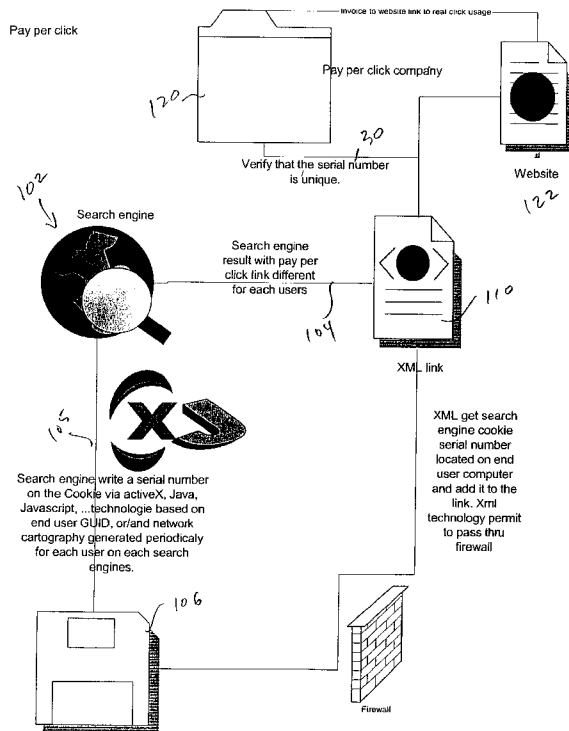 Invoice to website link to real click usage
Pay per click
Pay per click company
120
30
Verify that the serial number
is unique.
Website
122
102
Search engine
Search engine
result with pay per
click link different
for each users
104
110
XML link
X
105
XML get search
engine cookie
serial number
located on end
user computer
and add it to the
link. Xml
technology permit
to pass thru
firewall
Search engine write a serial number
on the Cookie via activeX, Java,
Javascript, ...technologie based on
end user GUID, or/and network
cartography generated periodicaly
for each user on each search
engines.
106
Firewall